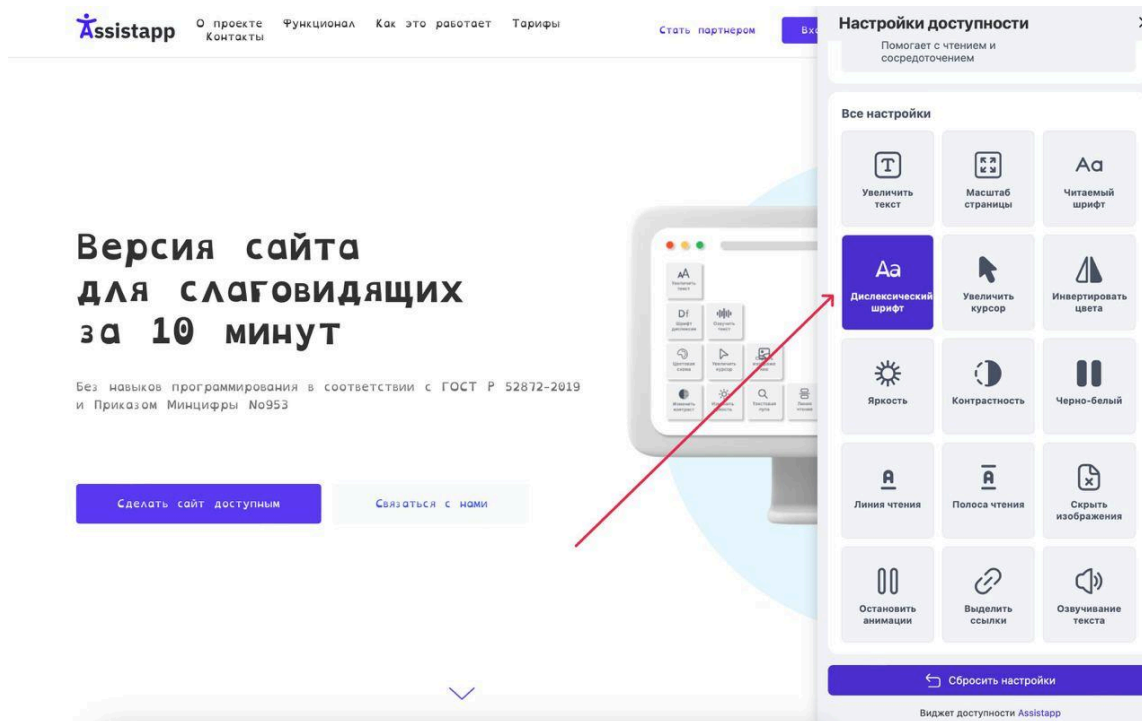 Assistapp
О проекте Функционал Как это работает Тарифы
Контакты
Стать партнером
Настройки доступности
Помогает с чтением и
сосредоточением
Все настройки
Увеличить
текст
Масштаб
страницы
Читаемый
шрифт
Дислексический
шрифт
Увеличить
курсор
Инвертировать
цвета
Яркость
Контрастность
Черно-белый
Линия чтения
Полоса чтения
Скрыть
изображения
Остановить
анимации
Выделить
ссылки
Озвучивание
текста
Сбросить настройки
Виджет доступности Assistapp
Версия сайта
для слаговидящих
за 10 минут
Без навыков программирования в соответствии с ГОСТ Р 52872-2019
и Приказом Минцифры No953
Сделать сайт доступным
Связаться с нами